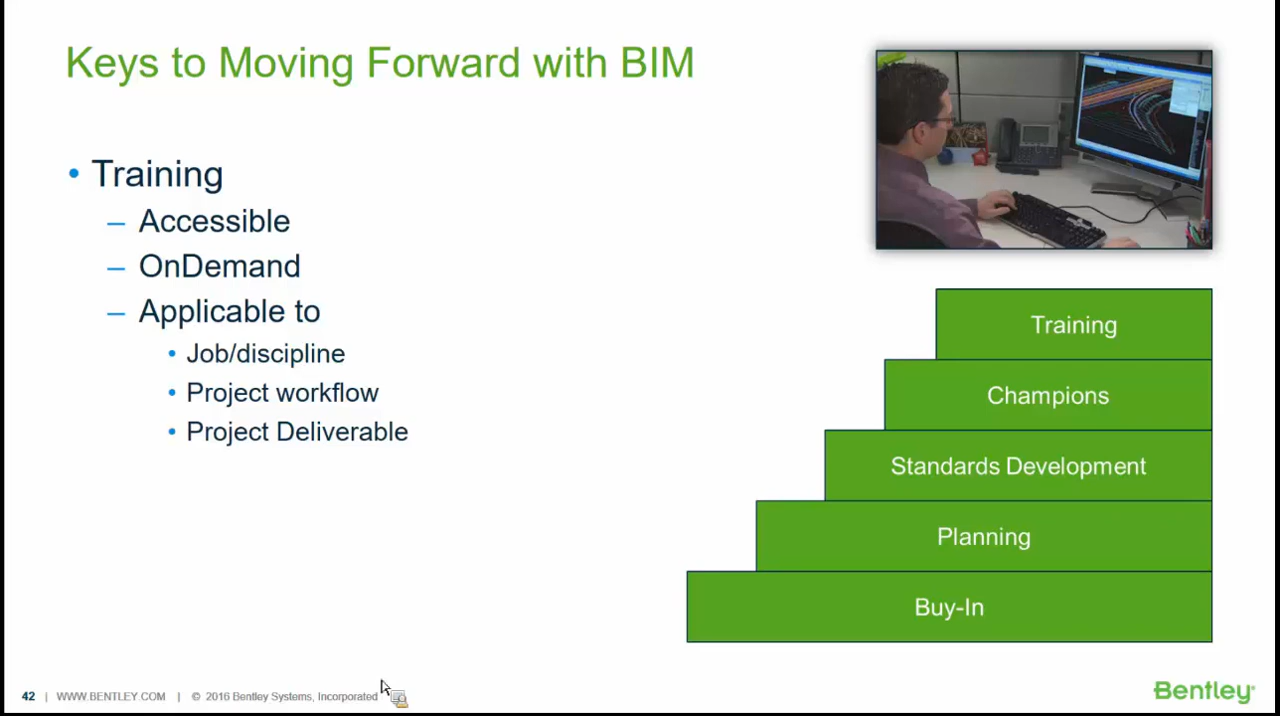 Keys to Moving Forward with BIM
• Training
– Accessible
– OnDemand
– Applicable to
• Job/discipline
• Project workflow
• Project Deliverable
Training
Champions
Standards Development
Planning
Buy-In
42 | WWW.BENTLEY.COM | © 2016 Bentley Systems, Incorporated
Bentley®